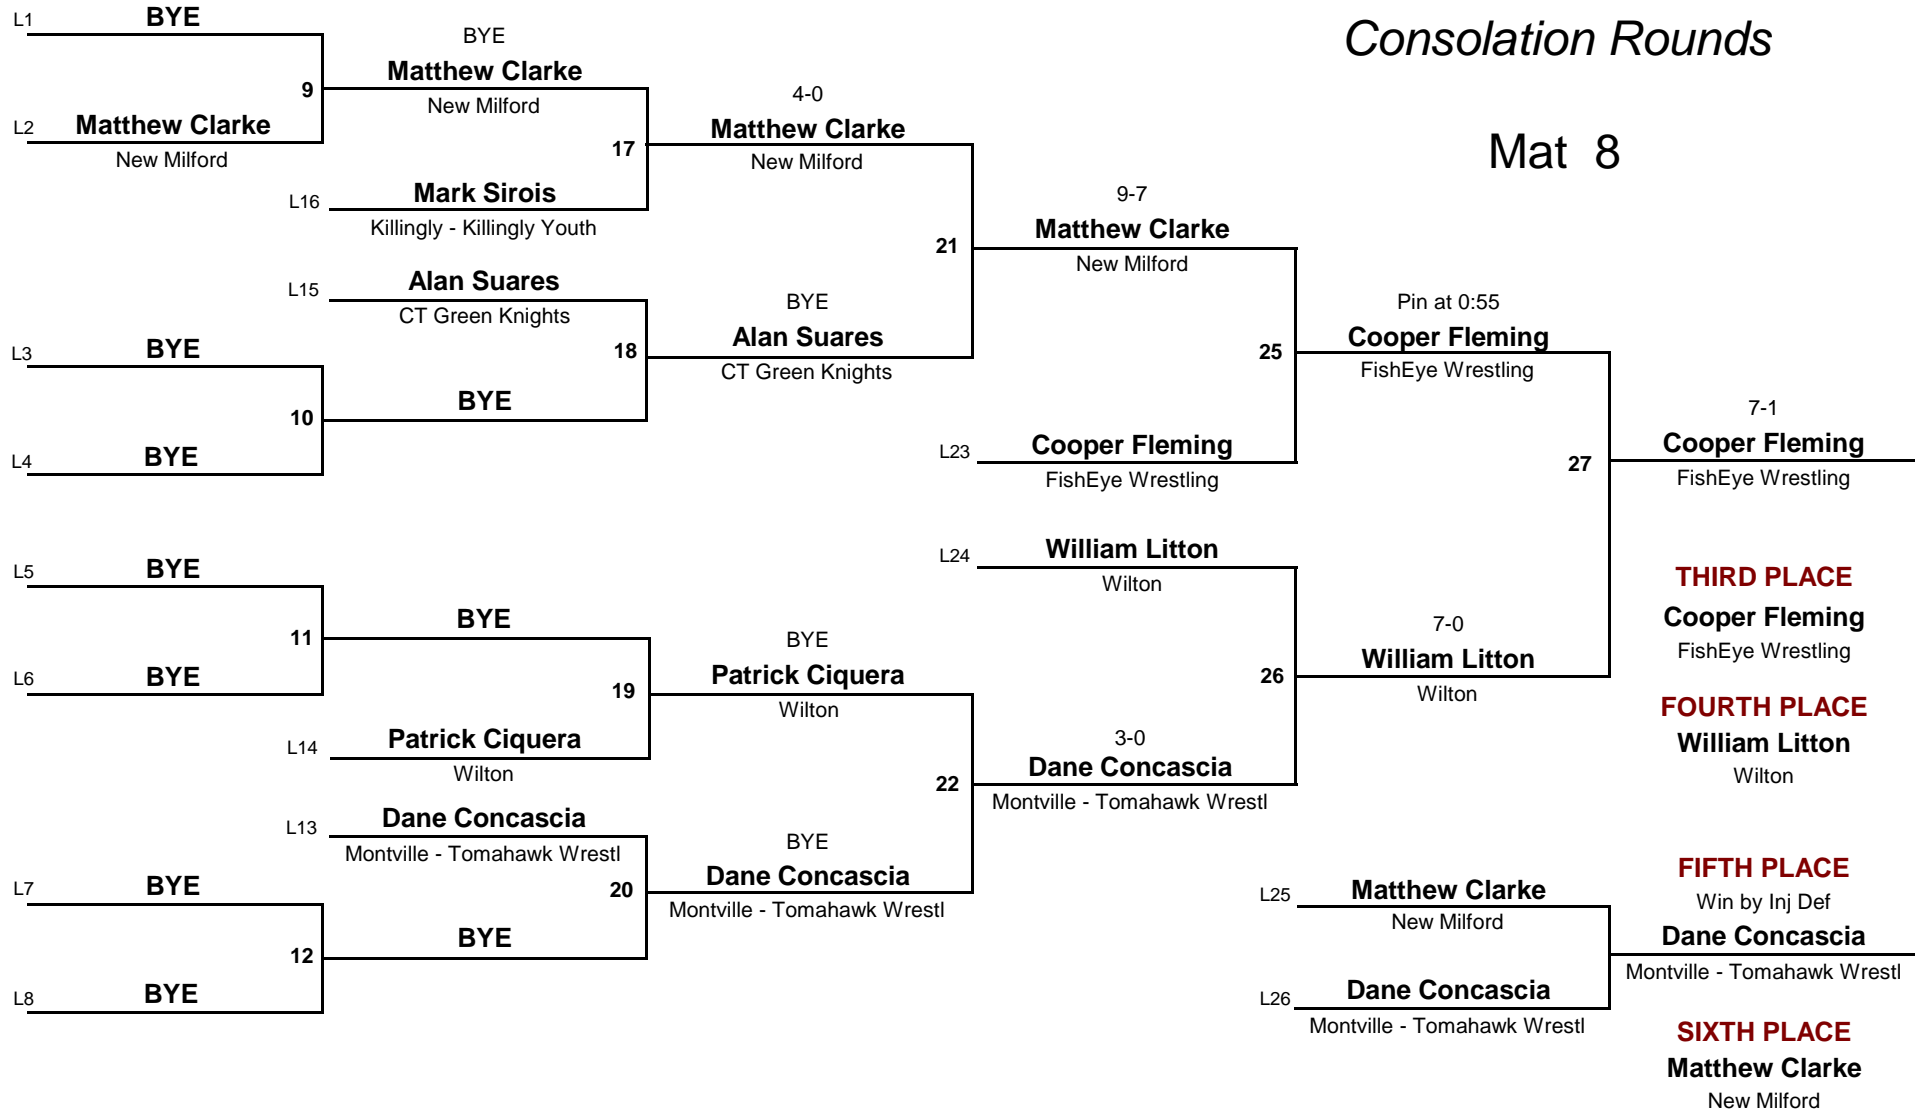 Consolation Rounds
Mat 8
L1
BYE
9
L2
Matthew Clarke
New Milford
BYE
Matthew Clarke
New Milford
17
L16
Mark Sirois
Killingly - Killingly Youth
4-0
Matthew Clarke
New Milford
L15
Alan Suares
CT Green Knights
18
L3
BYE
10
L4
BYE
BYE
BYE
Alan Suares
CT Green Knights
21
9-7
Matthew Clarke
New Milford
25
L23
Cooper Fleming
FishEye Wrestling
Pin at 0:55
Cooper Fleming
FishEye Wrestling
27
7-1
Cooper Fleming
FishEye Wrestling
L5
BYE
11
L6
BYE
BYE
19
L14
Patrick Ciquera
Wilton
BYE
Patrick Ciquera
Wilton
22
L13
Dane Concascia
Montville - Tomahawk Wrestl
20
L7
BYE
12
L8
BYE
BYE
BYE
Dane Concascia
Montville - Tomahawk Wrestl
L24
William Litton
Wilton
26
3-0
Dane Concascia
Montville - Tomahawk Wrestl
7-0
William Litton
Wilton
THIRD PLACE
Cooper Fleming
FishEye Wrestling
FOURTH PLACE
William Litton
Wilton
L25
Matthew Clarke
New Milford
L26
Dane Concascia
Montville - Tomahawk Wrestl
FIFTH PLACE
Win by Inj Def
Dane Concascia
Montville - Tomahawk Wrestl
SIXTH PLACE
Matthew Clarke
New Milford